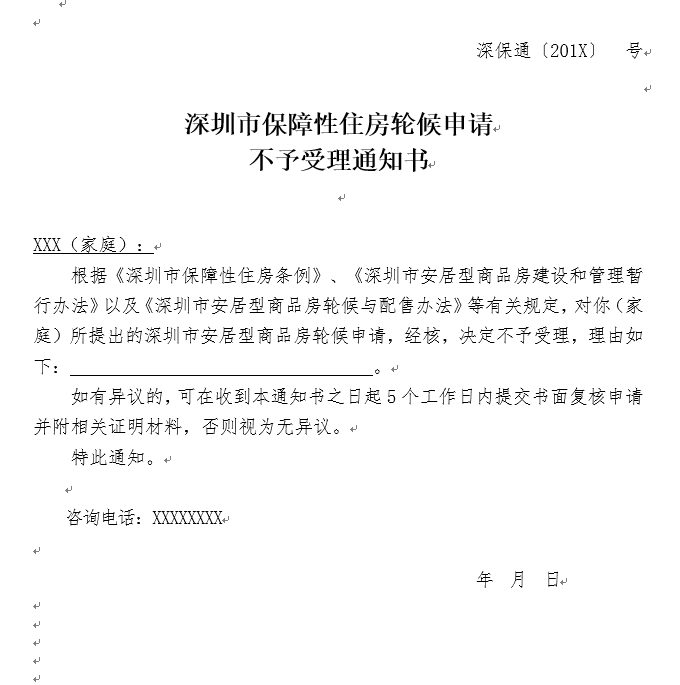 深保通〔201X〕 号
深圳市保障性住房轮候申请
不予受理通知书
XXX（家庭）：
根据《深圳市保障性住房条例》、《深圳市安居型商品房建设和管理暂
行办法》以及《深圳市安居型商品房轮候与配售办法》等有关规定，对你（家
庭）所提出的深圳市安居型商品房轮候申请，经核，决定不予受理，理由如
下：________________________________。
如有异议的，可在收到本通知书之日起5个工作日内提交书面复核申请
并附相关证明材料，否则视为无异议。
特此通知。
咨询电话：XXXXXXXX
年 月 日